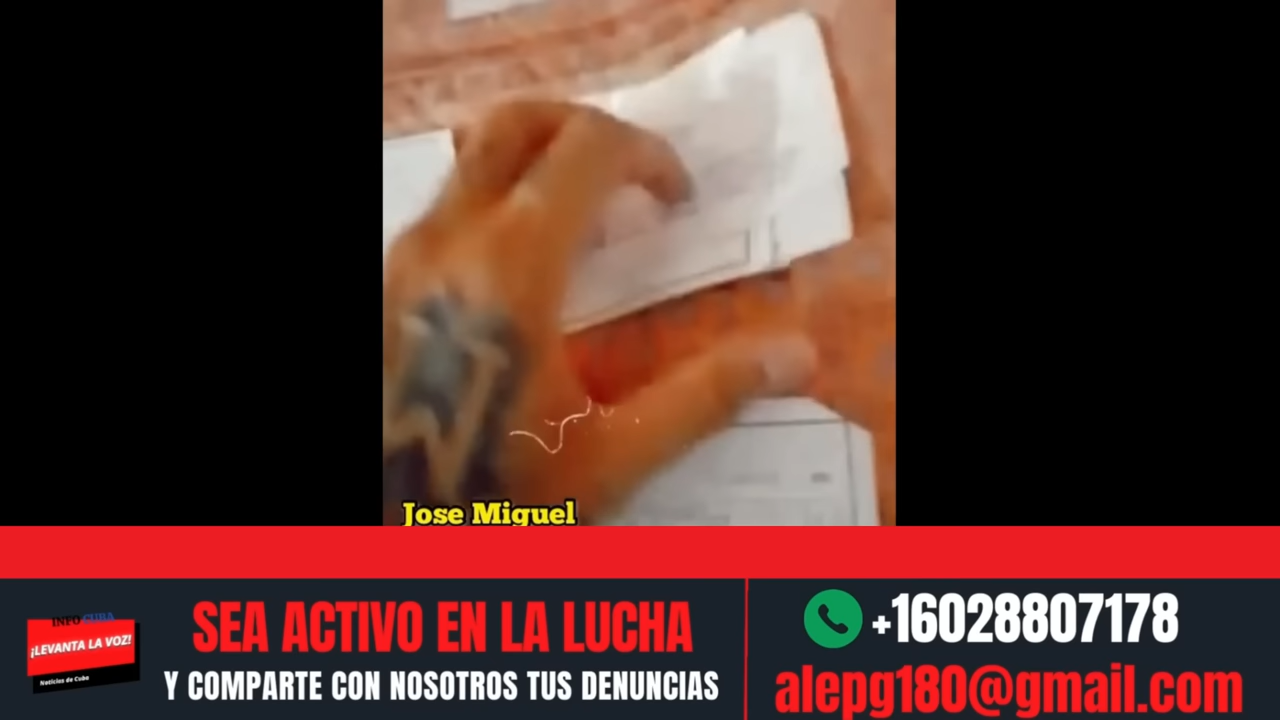 Jose Miguel
INFO CUBA
¡LEVANTA LA VOZ!
Noticias de Cuba
SEA ACTIVO EN LA LUCHA
Y COMPARTE CON NOSOTROS TUS DENUNCIAS
+16028807178
alepg180@gmail.com